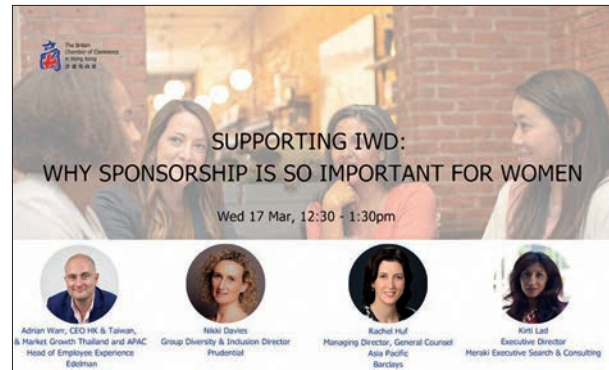 The British
Chamber of Commerce
in Hong Kong
香港英商會
SUPPORTING IWD:
WHY SPONSORSHIP IS SO IMPORTANT FOR WOMEN
Wed 17 Mar, 12:30 - 1:30pm
Adrian Warr, CEO HK & Taiwan,
& Market Growth Thailand and APAC
Head of Employee Experience
Edelman
Nikki Davies
Group Diversity & Inclusion Director
Prudential
Rachel Huf
Managing Director, General Counsel
Asia Pacific
Barclays
Kirti Lad
Executive Director
Meraki Executive Search & Consulting